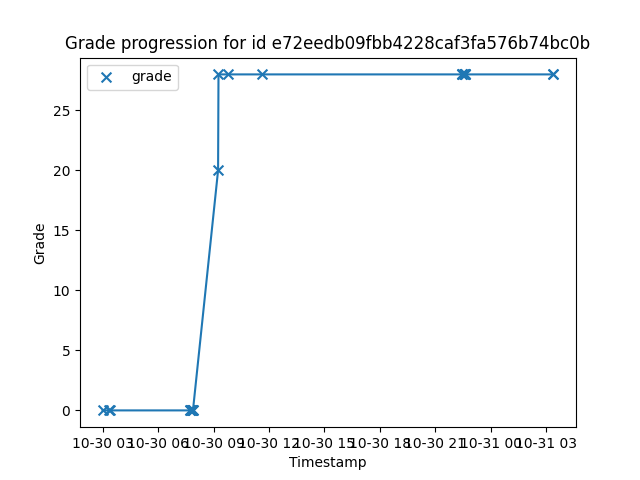 Grade progression for id e72eedb09fbb4228caf3fa576b74bc0b
grade
25
20
15
10
5
0
Grade
10-30 03 10-30 06 10-30 09 10-30 12 10-30 15 10-30 18 10-30 21 10-31 00 10-31 03
Timestamp